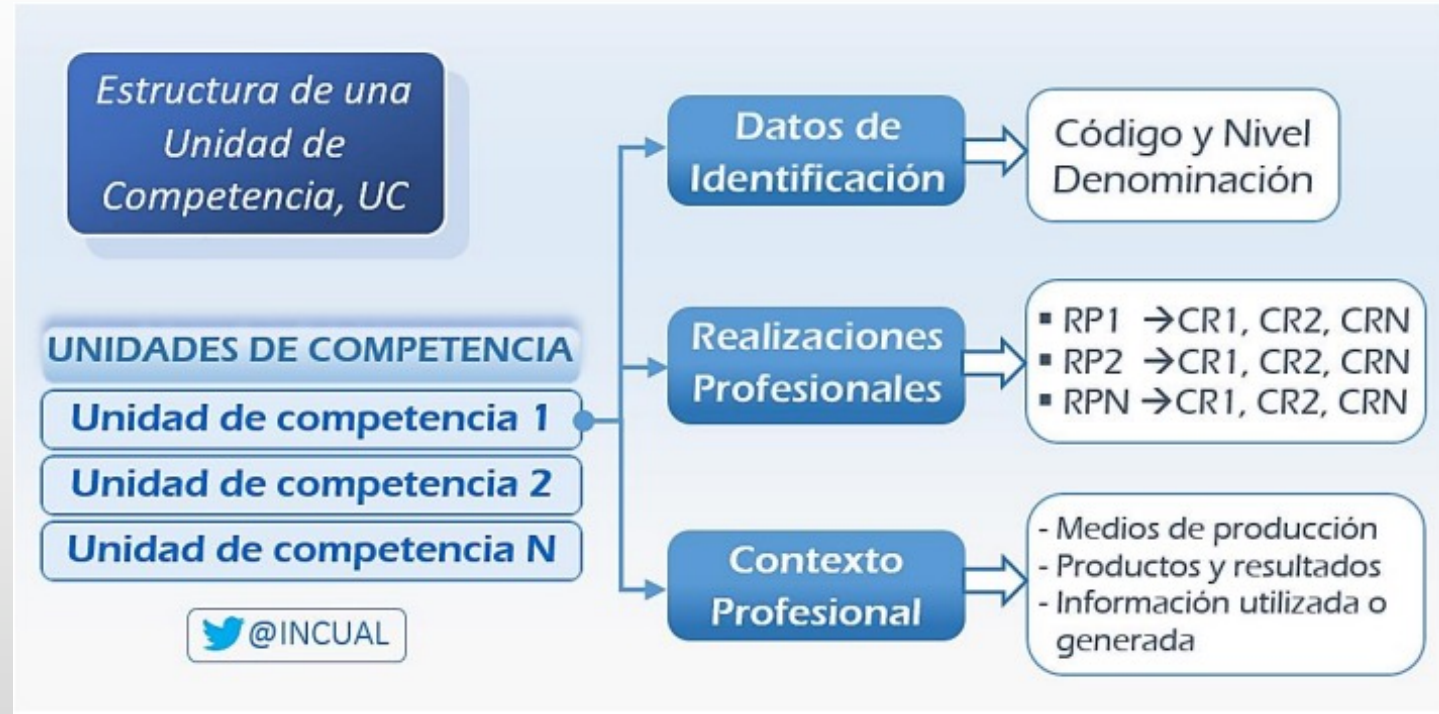 Estructura de una
Unidad de
Competencia, UC
UNIDADES DE COMPETENCIA
Unidad de competencia 1
Unidad de competencia 2
Unidad de competencia N
@INCUAL
Datos de
Identificación
Código y Nivel
Denominación
Realizaciones
Profesionales
▪ RP1 →CR1, CR2, CRN
▪ RP2 →CR1, CR2, CRN
▪ RPN →CR1, CR2, CRN
Contexto
Profesional
- Medios de producción
- Productos y resultados
- Información utilizada o
generada